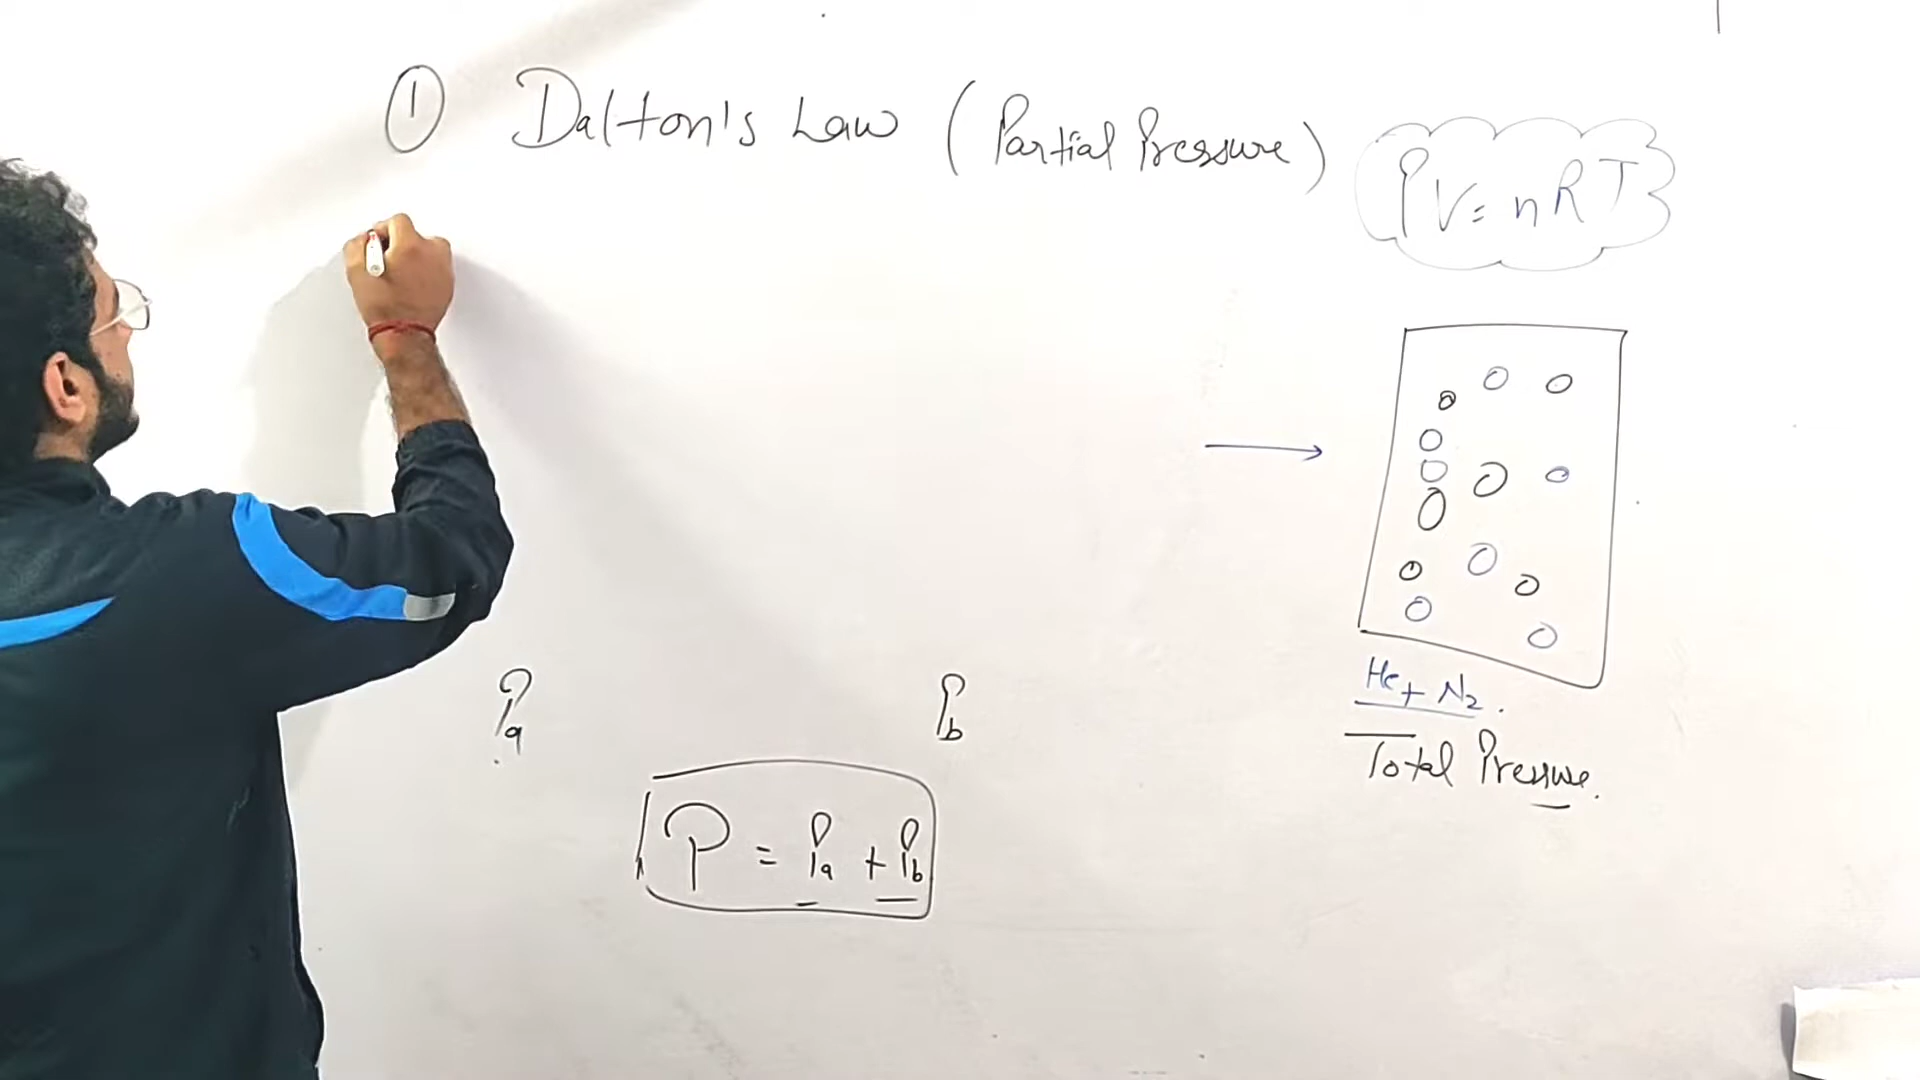 ① Dalton's Law (Partial Pressure)
PV = nRT
He + N₂.
Total Pressure.
Pa
Pb
P = Pa + Pb